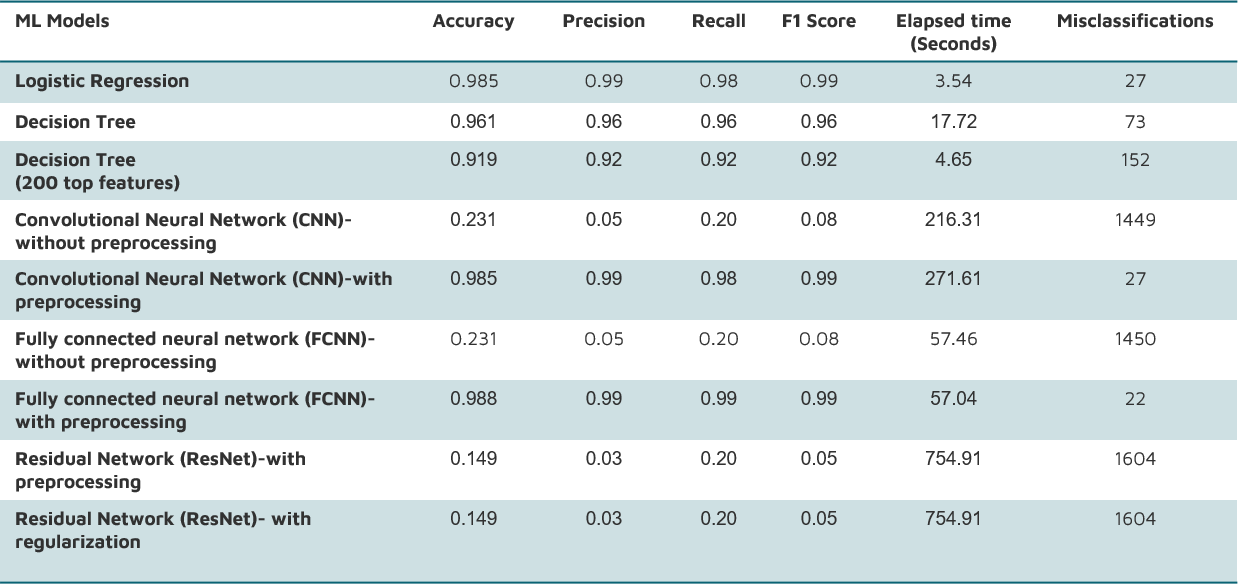 ML Models Accuracy Precision Recall F1 Score Elapsed time (Seconds) Misclassifications
Logistic Regression 0.985 0.99 0.98 0.99 3.54 27
Decision Tree 0.961 0.96 0.96 0.96 17.72 73
Decision Tree 0.919 0.92 0.92 0.92 4.65 152
(200 top features)
Convolutional Neural Network (CNN)- 0.231 0.05 0.20 0.08 216.31 1449
without preprocessing
Convolutional Neural Network (CNN)-with 0.985 0.99 0.98 0.99 271.61 27
preprocessing
Fully connected neural network (FCNN)- 0.231 0.05 0.20 0.08 57.46 1450
without preprocessing
Fully connected neural network (FCNN)- 0.988 0.99 0.99 0.99 57.04 22
with preprocessing
Residual Network (ResNet)-with 0.149 0.03 0.20 0.05 754.91 1604
preprocessing
Residual Network (ResNet)- with 0.149 0.03 0.20 0.05 754.91 1604
regularization